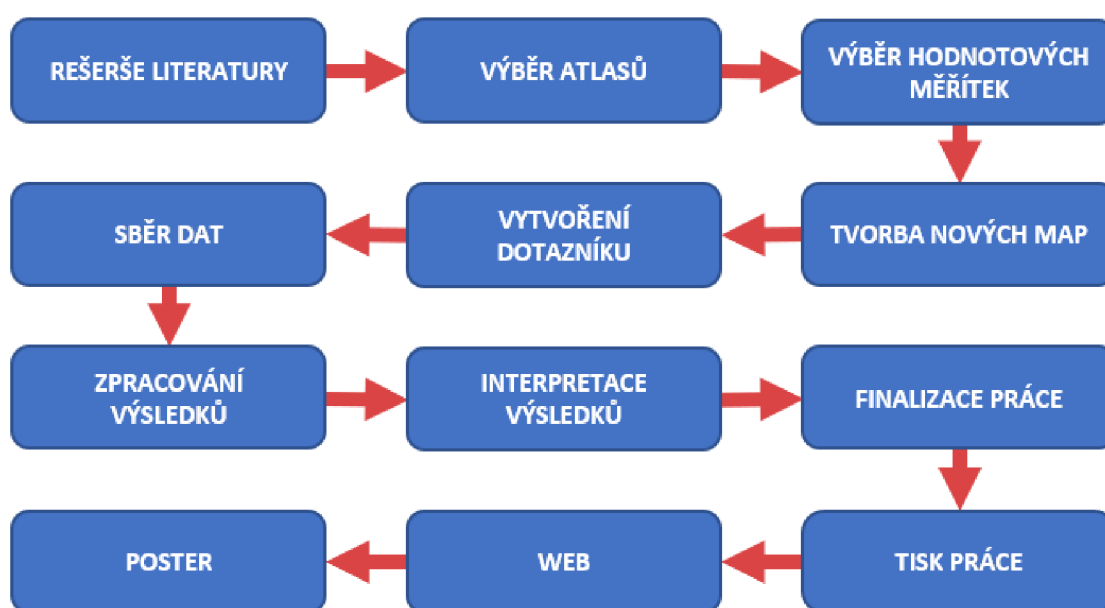 REŠERŠE LITERATURY
VÝBĚR ATLASŮ
VÝBĚR HODNOTOVÝCH
MĚŘÍTEK
TVORBA NOVÝCH MAP
VYTVOŘENÍ
DOTAZNÍKU
SBĚR DAT
ZPRACOVÁNÍ
VÝSLEDKŮ
INTERPRETACE
VÝSLEDKŮ
FINALIZACE PRÁCE
TISK PRÁCE
WEB
POSTER